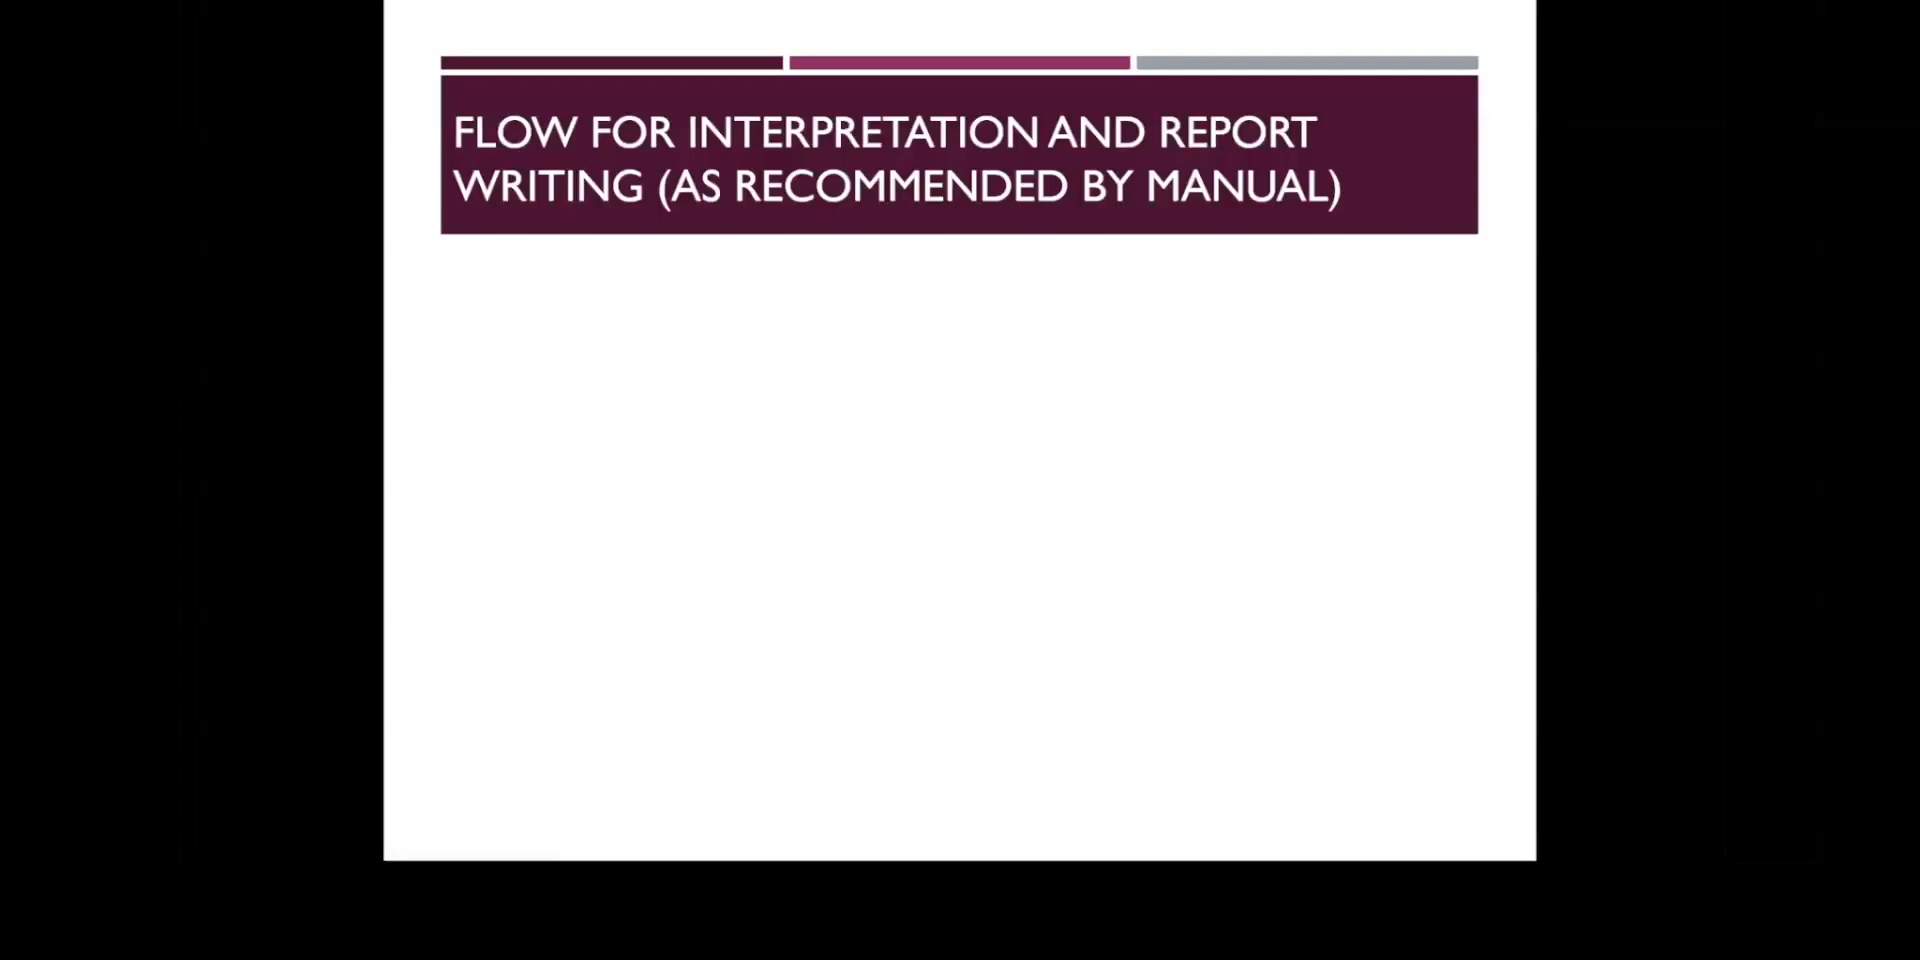 FLOW FOR INTERPRETATION AND REPORT
WRITING (AS RECOMMENDED BY MANUAL)